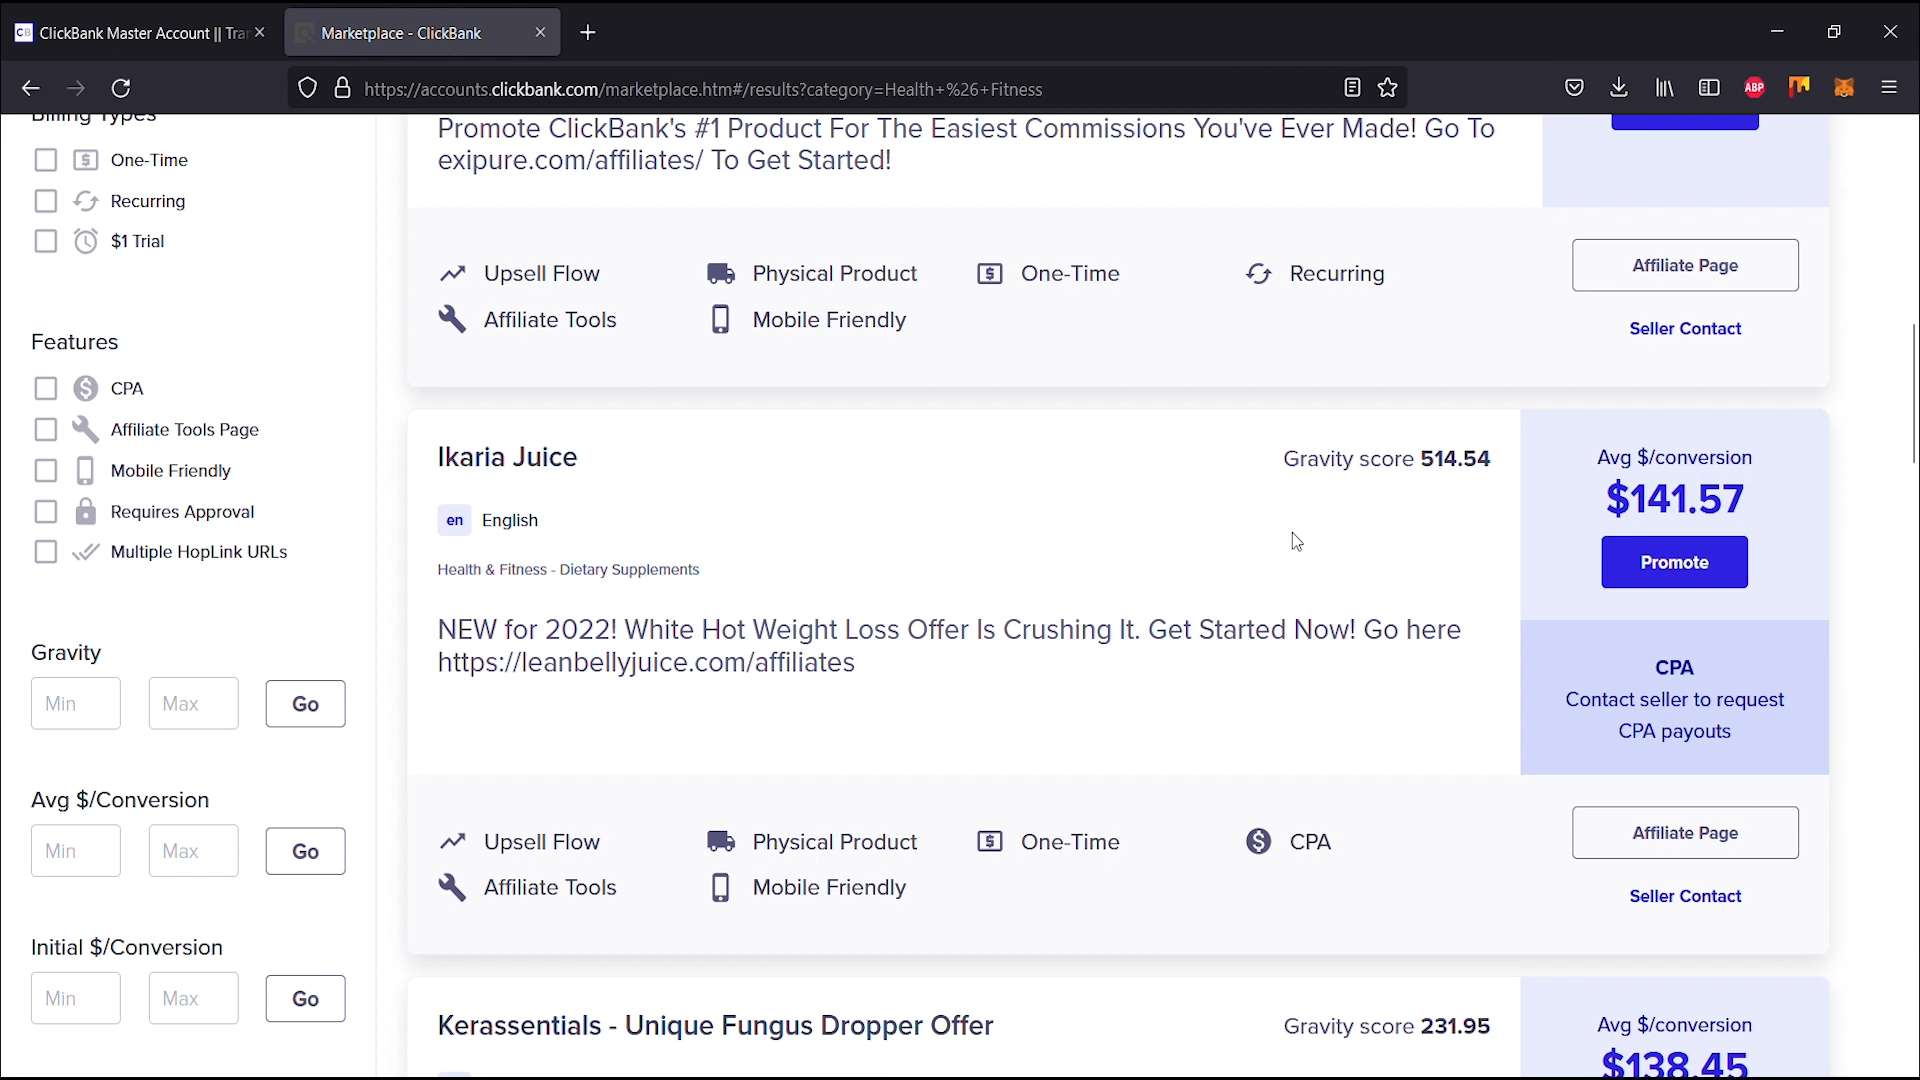 ClickBank Master Account || Tra
Marketplace - ClickBank
https://accounts.clickbank.com/marketplace.htm#/results?category=Health+%26+Fitness
ABP
Billing Types
One-Time
Recurring
$1 Trial
Features
CPA
Affiliate Tools Page
Mobile Friendly
Requires Approval
Multiple HopLink URLs
Gravity
Min Max Go
Avg $/Conversion
Min Max Go
Initial $/Conversion
Min Max Go
Promote ClickBank's #1 Product For The Easiest Commissions You've Ever Made! Go To
exipure.com/affiliates/ To Get Started!
Upsell Flow Physical Product One-Time Recurring
Affiliate Tools Mobile Friendly
Affiliate Page
Seller Contact
Ikaria Juice
Gravity score 514.54
en English
Health & Fitness - Dietary Supplements
NEW for 2022! White Hot Weight Loss Offer Is Crushing It. Get Started Now! Go here
https://leanbellyjuice.com/affiliates
Avg $/conversion
$141.57
Promote
CPA
Contact seller to request
CPA payouts
Upsell Flow Physical Product One-Time CPA
Affiliate Tools Mobile Friendly
Affiliate Page
Seller Contact
Kerassentials - Unique Fungus Dropper Offer
Gravity score 231.95
Avg $/conversion
$138.45